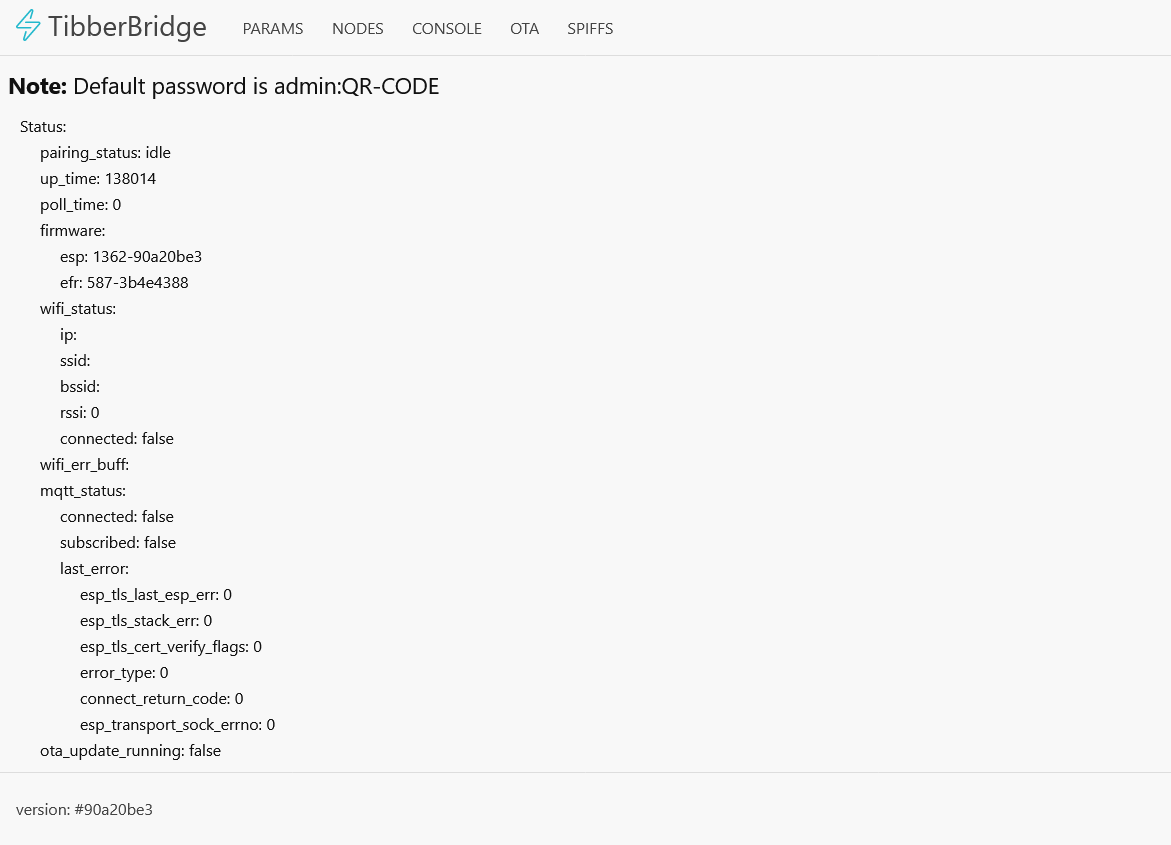 TibberBridge PARAMS NODES CONSOLE OTA SPIFFS
Note: Default password is admin:QR-CODE
Status:
pairing_status: idle
up_time: 138014
poll_time: 0
firmware:
esp: 1362-90a20be3
efr: 587-3b4e4388
wifi_status:
ip:
ssid:
bssid:
rssi: 0
connected: false
wifi_err_buff:
mqtt_status:
connected: false
subscribed: false
last_error:
esp_tls_last_esp_err: 0
esp_tls_stack_err: 0
esp_tls_cert_verify_flags: 0
error_type: 0
connect_return_code: 0
esp_transport_sock_errno: 0
ota_update_running: false
version: #90a20be3